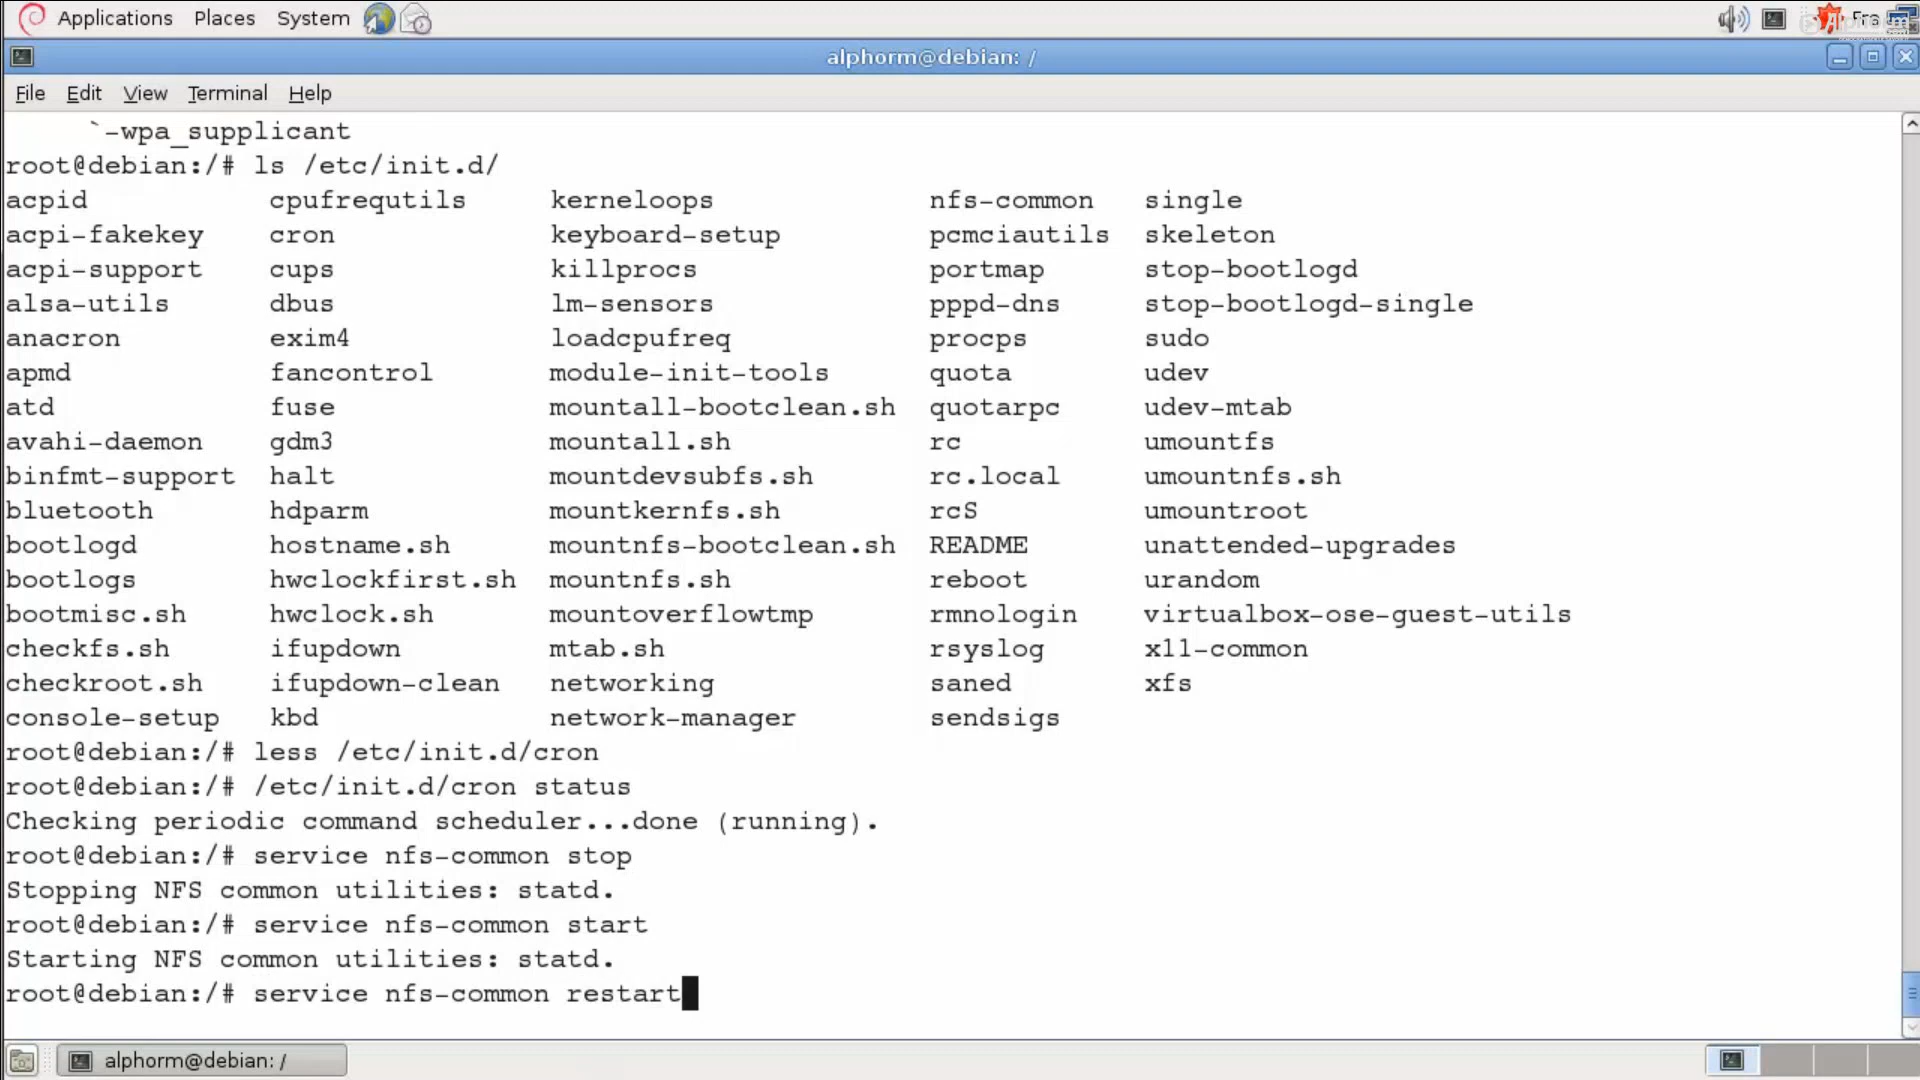 Applications Places System Fra
alphorm@debian: /
File Edit View Terminal Help
`-wpa_supplicant
root@debian:/# ls /etc/init.d/
acpid cpufrequtils kerneloops nfs-common single
acpi-fakekey cron keyboard-setup pcmciautils skeleton
acpi-support cups killprocs portmap stop-bootlogd
alsa-utils dbus lm-sensors pppd-dns stop-bootlogd-single
anacron exim4 loadcpufreq procps sudo
apmd fancontrol module-init-tools quota udev
atd fuse mountall-bootclean.sh quotarpc udev-mtab
avahi-daemon gdm3 mountall.sh rc umountfs
binfmt-support halt mountdevsubfs.sh rc.local umountnfs.sh
bluetooth hdparm mountkernfs.sh rcS umountroot
bootlogd hostname.sh mountnfs-bootclean.sh README unattended-upgrades
bootlogs hwclockfirst.sh mountnfs.sh reboot urandom
bootmisc.sh hwclock.sh mountoverflowtmp rmnologin virtualbox-ose-guest-utils
checkfs.sh ifupdown mtab.sh rsyslog x11-common
checkroot.sh ifupdown-clean networking saned xfs
console-setup kbd network-manager sendsigs
root@debian:/# less /etc/init.d/cron
root@debian:/# /etc/init.d/cron status
Checking periodic command scheduler...done (running).
root@debian:/# service nfs-common stop
Stopping NFS common utilities: statd.
root@debian:/# service nfs-common start
Starting NFS common utilities: statd.
root@debian:/# service nfs-common restart
alphorm@debian: /